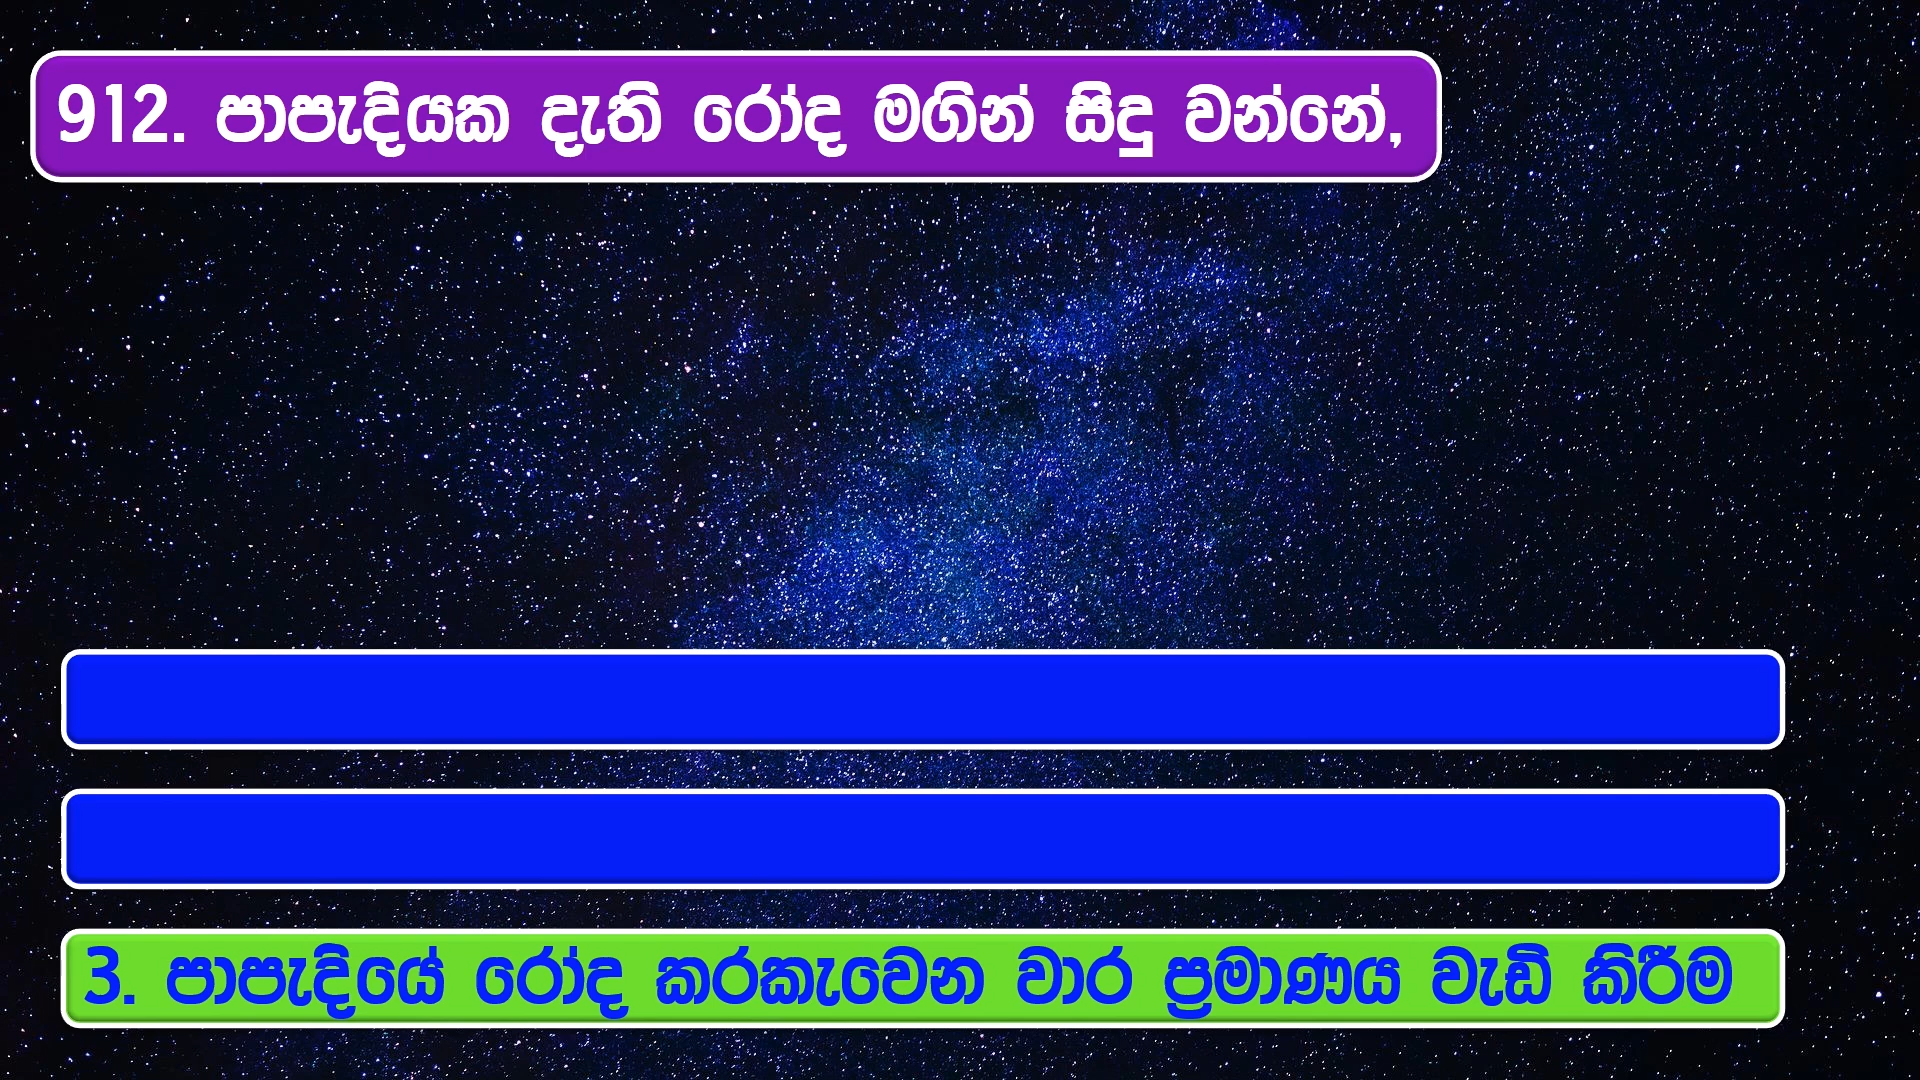 912. පාපැදියක දැති රෝද මගින් සිදු වන්නේ,
3. පාපැදියේ රෝද කරකැවෙන වාර ප්‍රමාණය වැඩි කිරීම